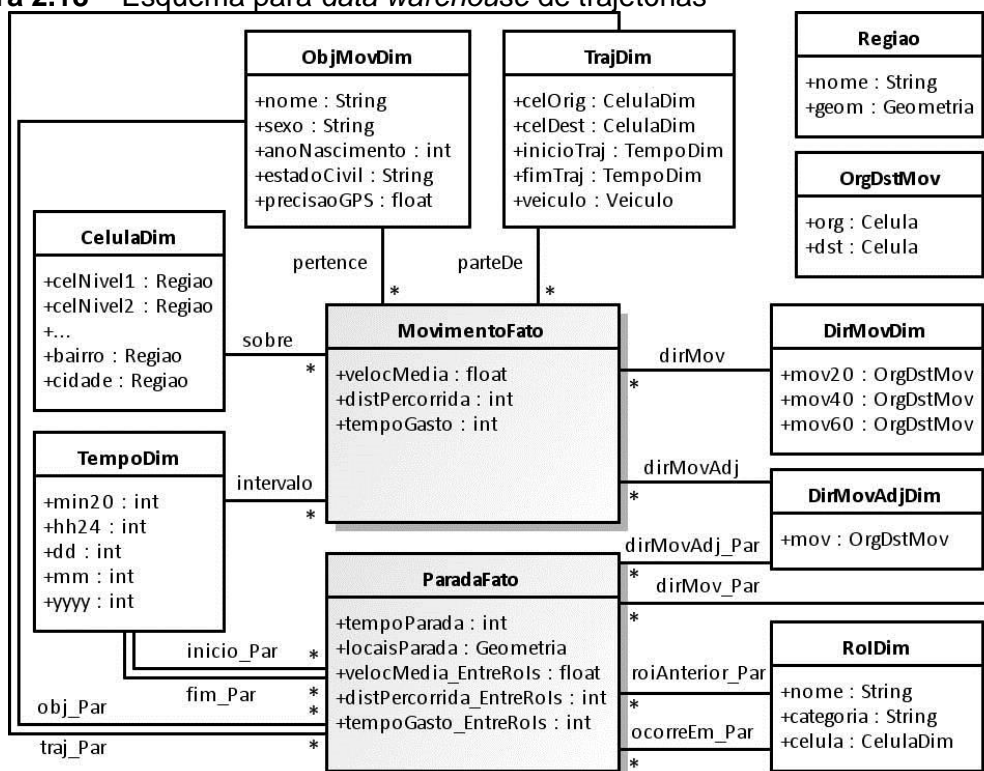 ra 2.18 – Esquema para data warehouse de trajetórias
ObjMovDim
+nome : String
+sexo : String
+anoNascimento : int
+estadoCivil : String
+precisaoGPS : float
TrajDim
+celOrig : CelulaDim
+celDest : CelulaDim
+inicioTraj : TempoDim
+fimTraj : TempoDim
+veiculo : Veiculo
Regiao
+nome : String
+geom : Geometria
OrgDstMov
+org : Celula
+dst : Celula
CelulaDim
+celNivel1 : Regiao
+celNivel2 : Regiao
+...
+bairro : Regiao
+cidade : Regiao
pertence
*
parteDe
*
sobre
*
MovimentoFato
+velocMedia : float
+distPercorrida : int
+tempoGasto : int
dirMov
*
DirMovDim
+mov20 : OrgDstMov
+mov40 : OrgDstMov
+mov60 : OrgDstMov
TempoDim
+min20 : int
+hh24 : int
+dd : int
+mm : int
+yyyy : int
intervalo
*
dirMovAdj
*
DirMovAdjDim
+mov : OrgDstMov
dirMovAdj_Par
*
dirMov_Par
*
ParadaFato
+tempoParada : int
+locaisParada : Geometria
+velocMedia_EntreRoIs : float
+distPercorrida_EntreRoIs : int
+tempoGasto_EntreRoIs : int
inicio_Par
*
fim_Par
*
obj_Par
*
traj_Par
*
roiAnterior_Par
*
ocorreEm_Par
*
RoIDim
+nome : String
+categoria : String
+celula : CelulaDim